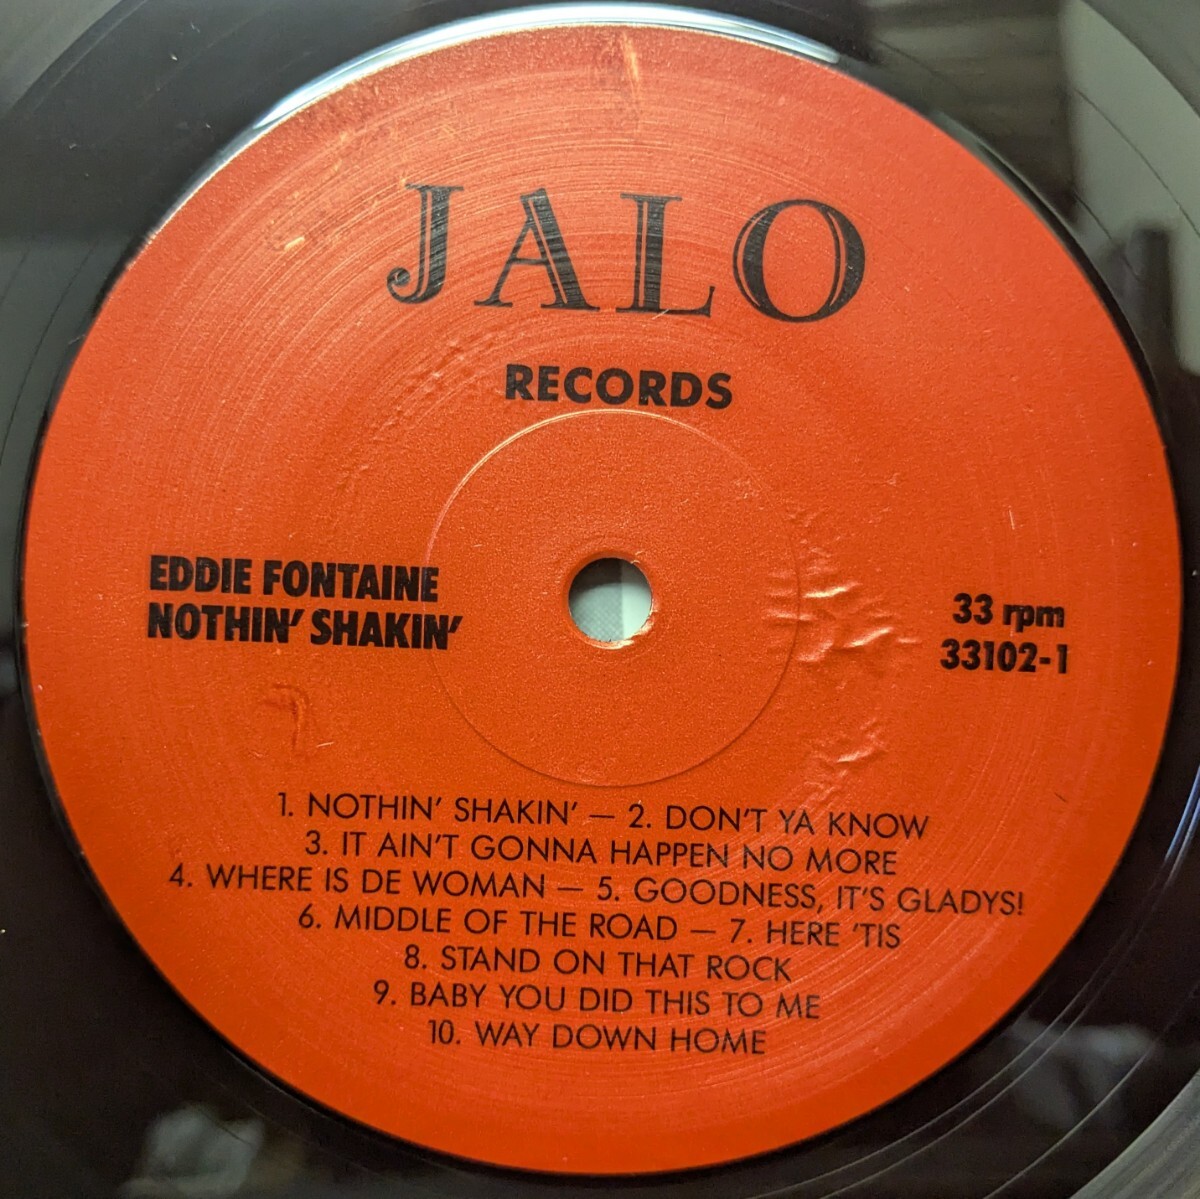 JALO
RECORDS
EDDIE FONTAINE
NOTHIN' SHAKIN'
33 rpm
33102-1
1. NOTHIN' SHAKIN' — 2. DON'T YA KNOW
3. IT AIN'T GONNA HAPPEN NO MORE
4. WHERE IS DE WOMAN — 5. GOODNESS, IT'S GLADYS!
6. MIDDLE OF THE ROAD — 7. HERE 'TIS
8. STAND ON THAT ROCK
9. BABY YOU DID THIS TO ME
10. WAY DOWN HOME